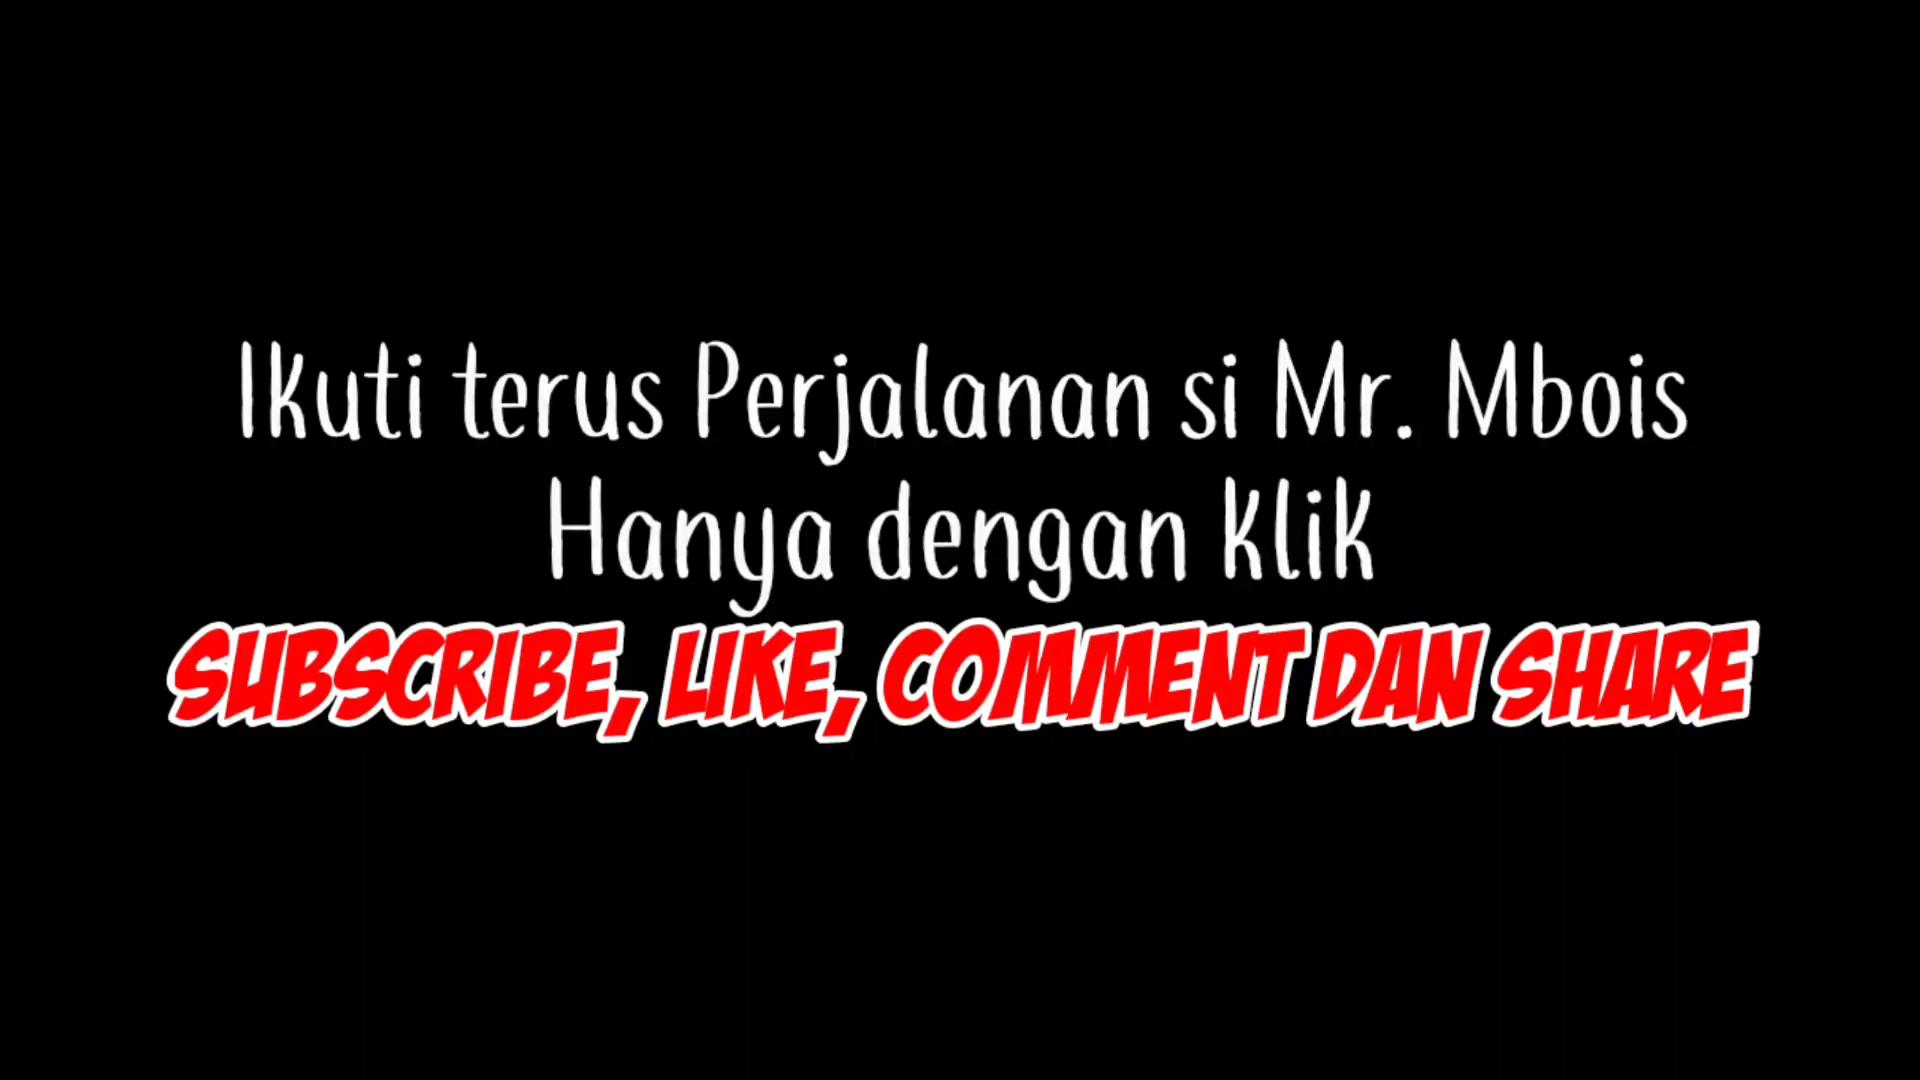 Ikuti terus Perjalanan si Mr. Mbois
Hanya dengan klik
SUBSCRIBE, LIKE, COMMENT DAN SHARE